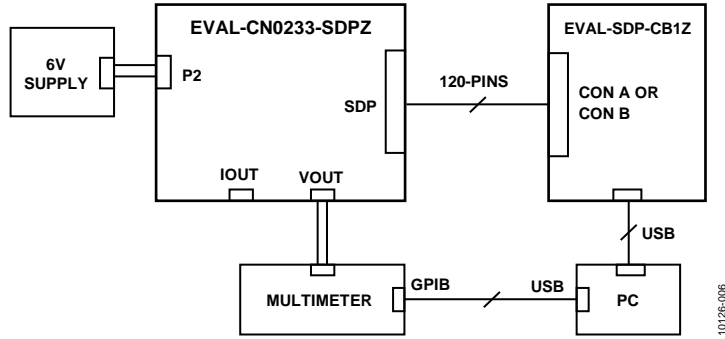 EVAL-CN0233-SDPZ
EVAL-SDP-CB1Z
6V
SUPPLY
P2
SDP
120-PINS
CON A OR
CON B
IOUT
VOUT
USB
MULTIMETER
GPIB
USB
PC
10126-006